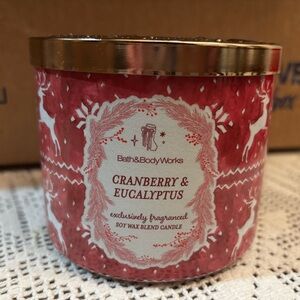 Bath&BodyWorks
CRANBERRY &
EUCALYPTUS
exclusively fragranced
SOY WAX BLEND CANDLE